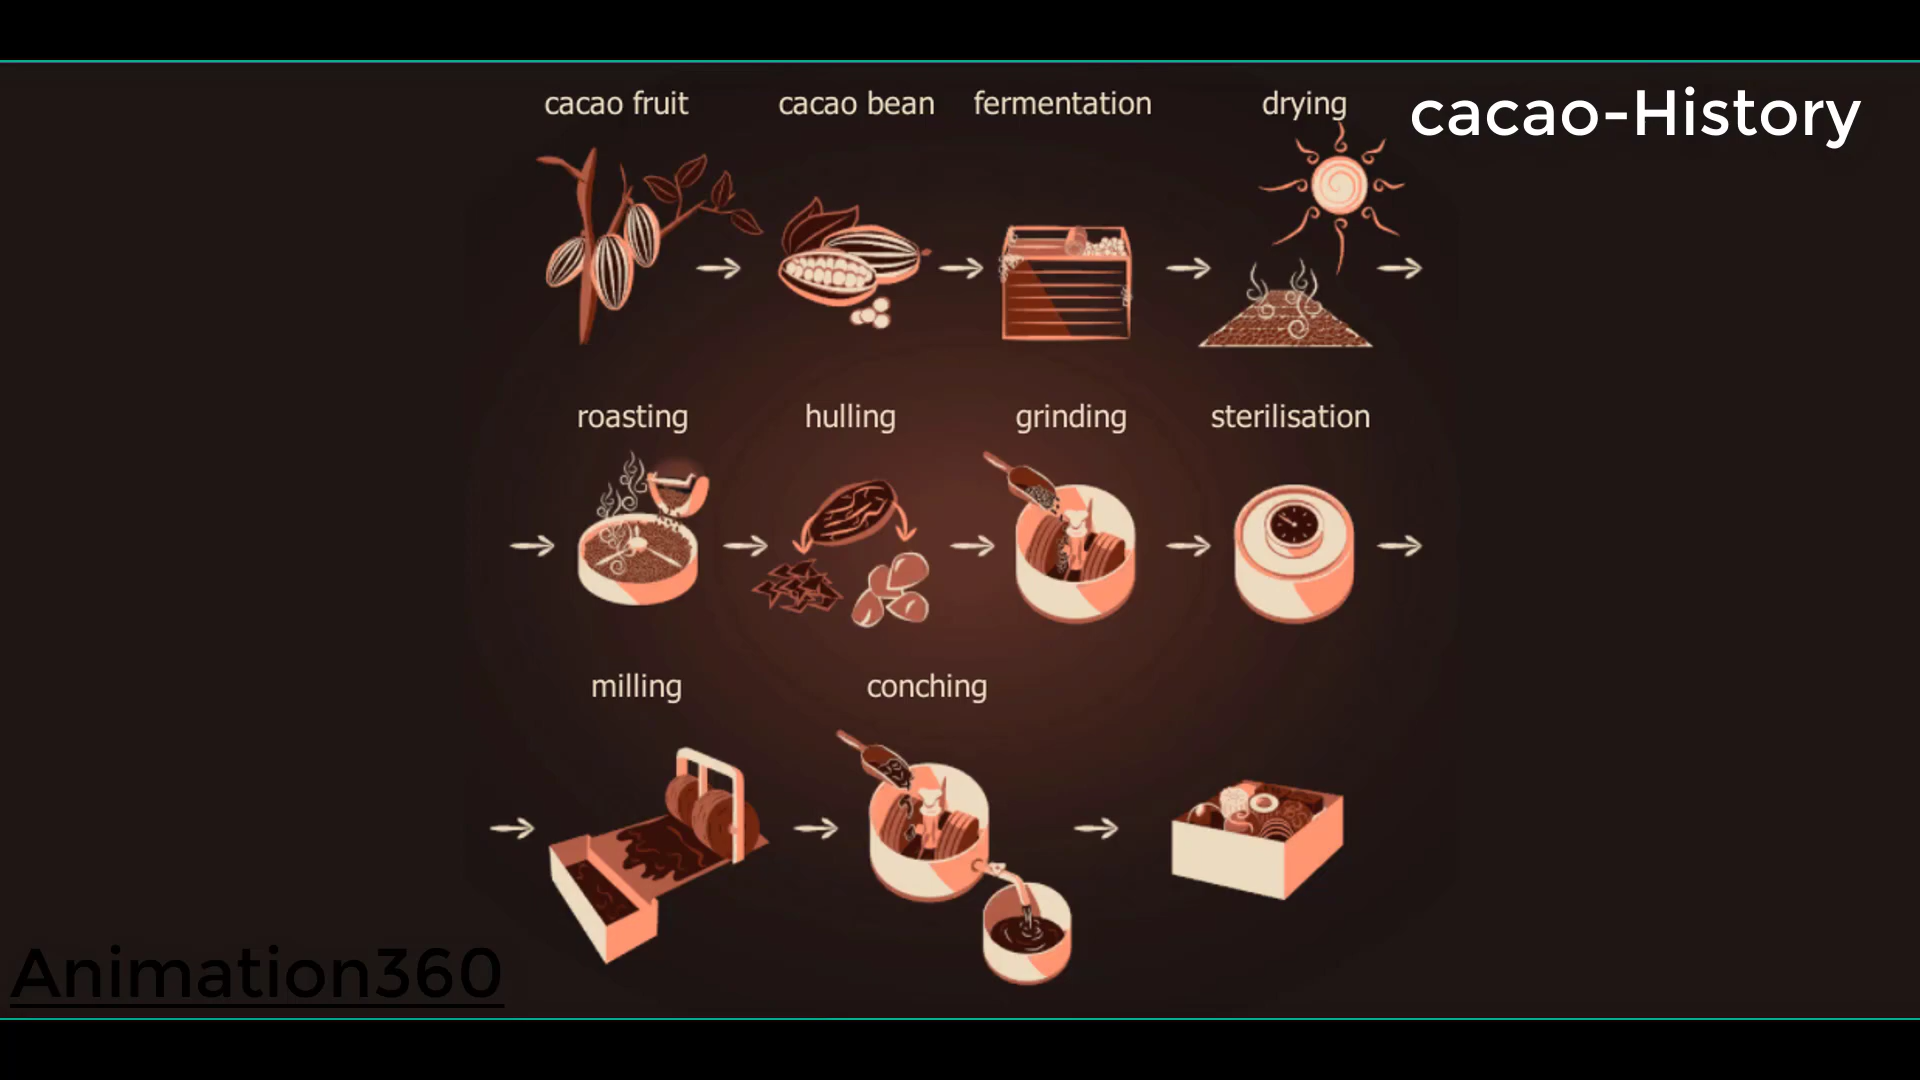 cacao fruit
cacao bean
fermentation
drying
cacao-History
roasting
hulling
grinding
sterilisation
milling
conching
Animation360